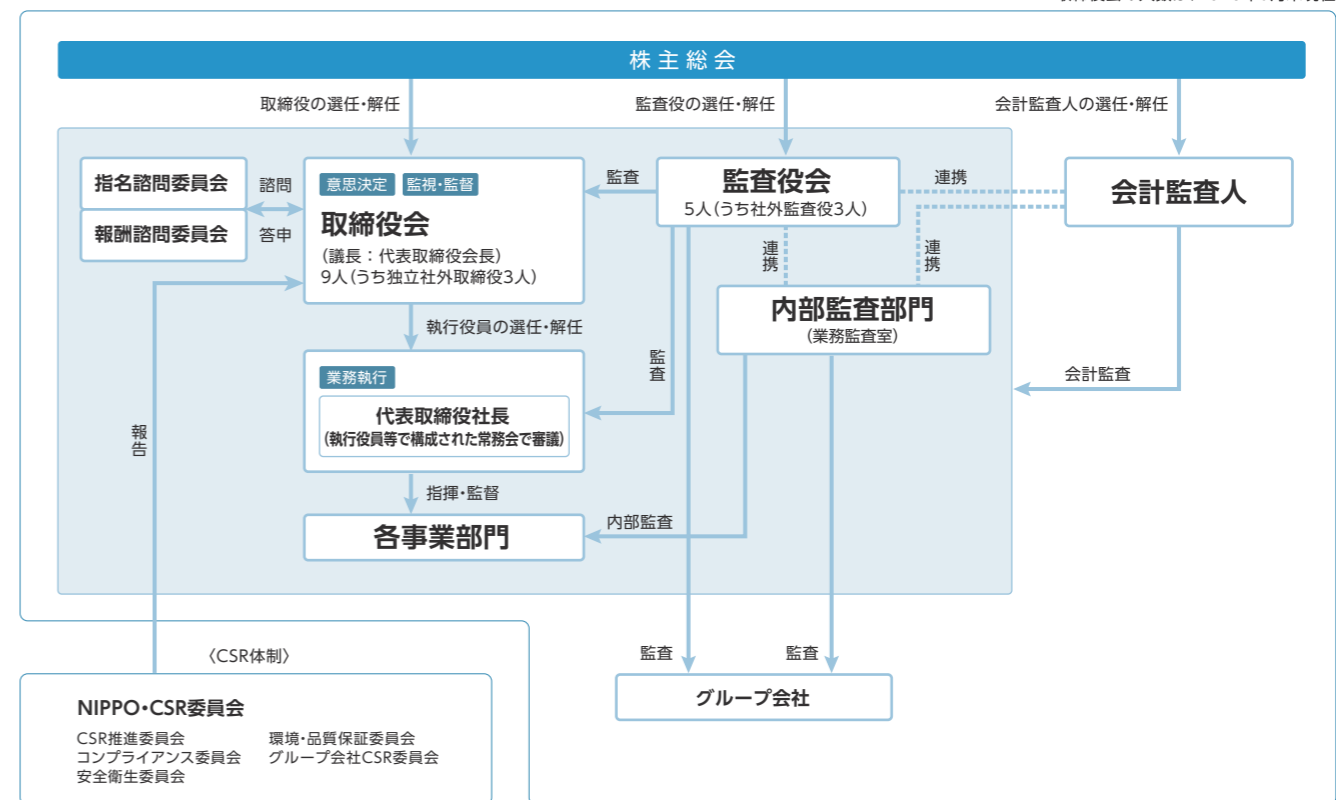 株主総会
取締役の選任・解任
監査役の選任・解任
会計監査人の選任・解任
指名諮問委員会
報酬諮問委員会
諮問
答申
意思決定 監視・監督
取締役会
(議長：代表取締役会長)
9人(うち独立社外取締役3人)
監査
監査役会
5人(うち社外監査役3人)
連携
会計監査人
連携
連携
内部監査部門
(業務監査室)
執行役員の選任・解任
監査
会計監査
業務執行
代表取締役社長
(執行役員等で構成された常務会で審議)
報告
指揮・監督
各事業部門
内部監査
〈CSR体制〉
監査
監査
グループ会社
NIPPO・CSR委員会
CSR推進委員会
環境・品質保証委員会
コンプライアンス委員会
グループ会社CSR委員会
安全衛生委員会